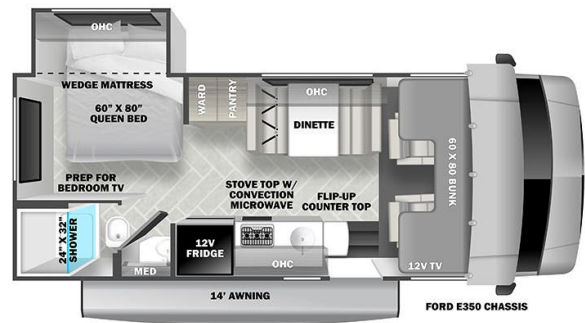 OHC
WEDGE MATTRESS
60" X 80"
QUEEN BED
WARD
PANTRY
OHC
DINETTE
60 X 80 BUNK
PREP FOR
BEDROOM TV
STOVE TOP W/
CONVECTION
MICROWAVE
FLIP-UP
COUNTER TOP
24" X 32"
SHOWER
MED
12V
FRIDGE
OHC
12V TV
14' AWNING
FORD E350 CHASSIS